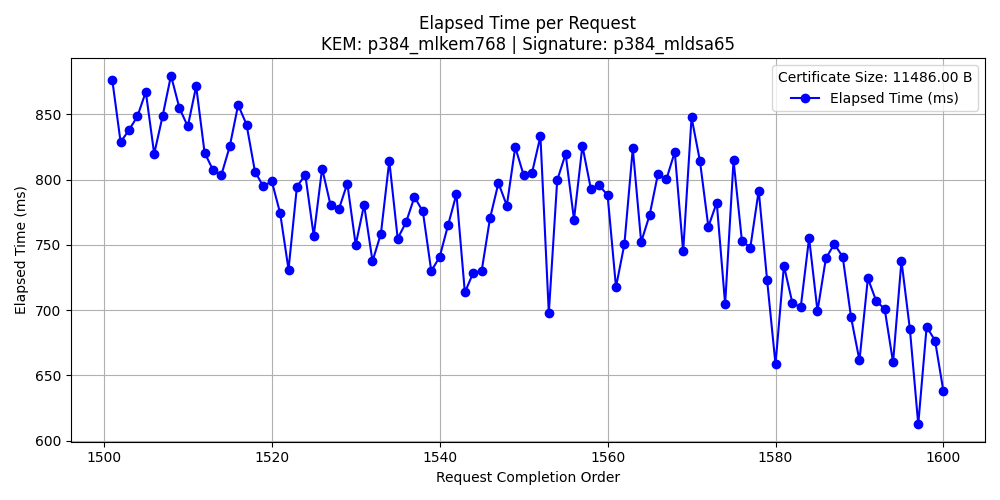 Elapsed Time per Request
KEM: p384_mlkem768 | Signature: p384_mldsa65
Certificate Size: 11486.00 B
Elapsed Time (ms)
Elapsed Time (ms)
850
800
750
700
650
600
1500 1520 1540 1560 1580 1600
Request Completion Order